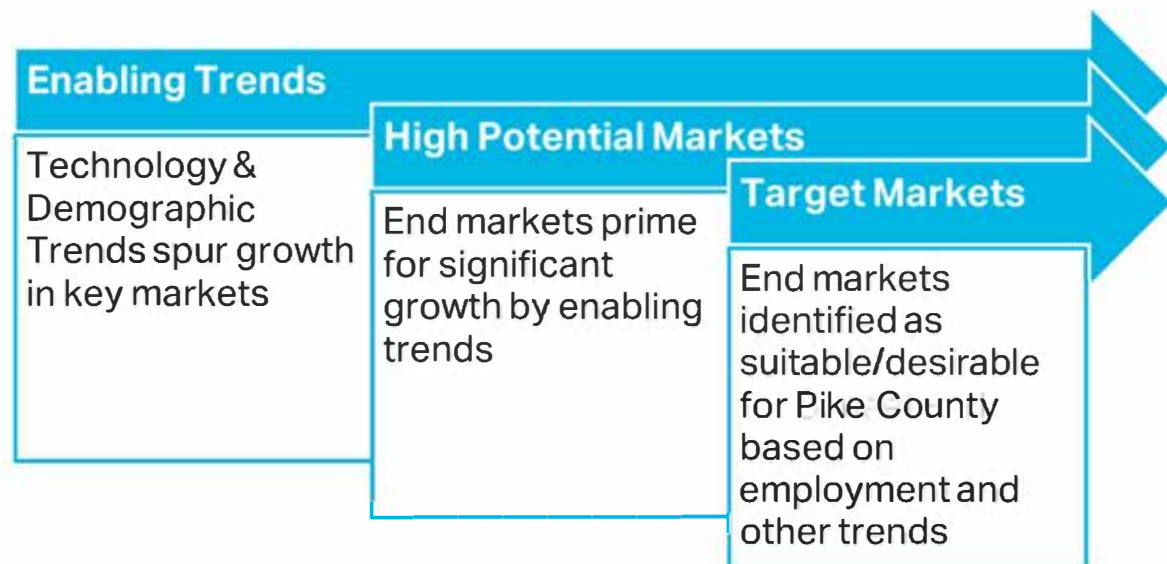 Enabling Trends
Technology &
Demographic
Trends spur growth
in key markets
High Potential Markets
End markets prime
for significant
growth by enabling
trends
Target Markets
End markets
identified as
suitable/desirable
for Pike County
based on
employment and
other trends